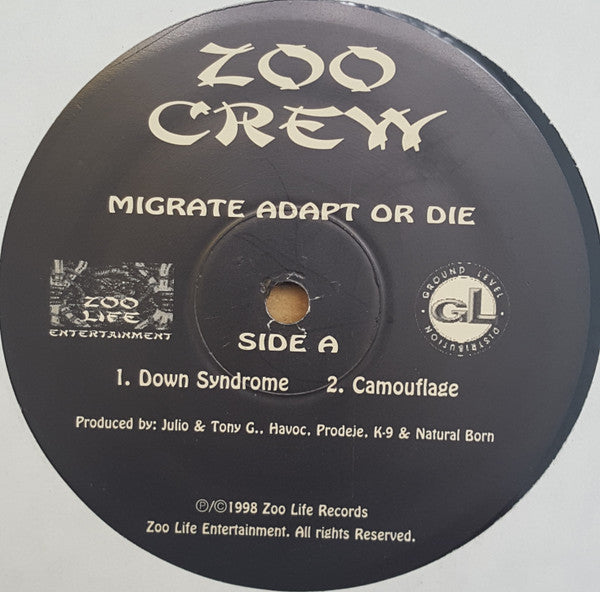 ZOO
CREW
MIGRATE ADAPT OR DIE
ZOO
LIFE
ENTERTAINMENT
GROUND LEVEL
GL
DISTRIBUTION
SIDE A
1. Down Syndrome 2. Camouflage
Produced by: Julio & Tony G., Havoc, Prodeje, K-9 & Natural Born
℗/©1998 Zoo Life Records
Zoo Life Entertainment. All rights Reserved.